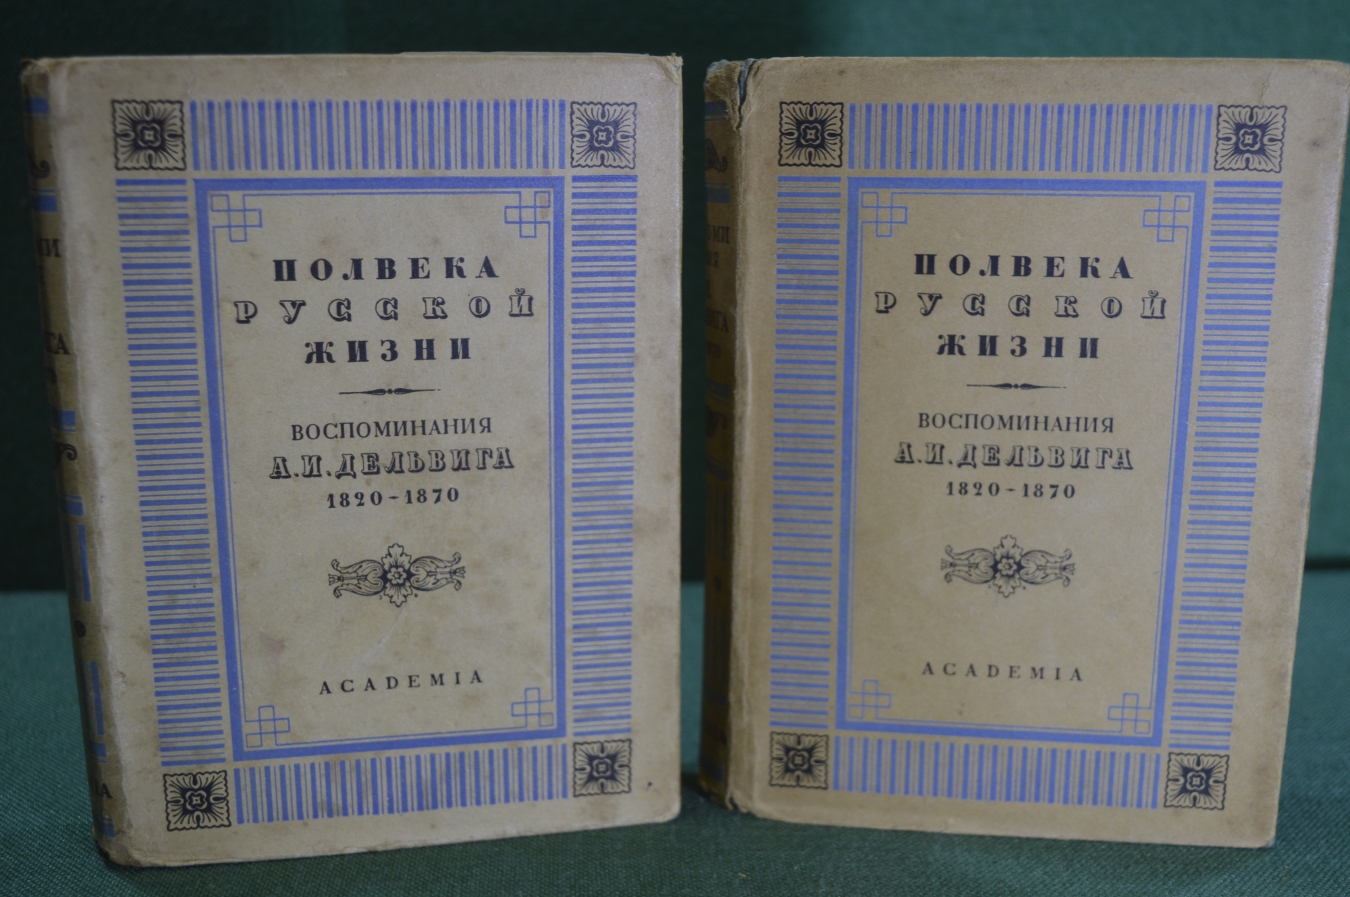 ПОЛВЕКА
РУССКОЙ
ЖИЗНИ
ВОСПОМИНАНИЯ
А.И.ДЕЛЬВИГА
1820-1870
ACADEMIA
ПОЛВЕКА
РУССКОЙ
ЖИЗНИ
ВОСПОМИНАНИЯ
А.И.ДЕЛЬВИГА
1820-1870
ACADEMIA